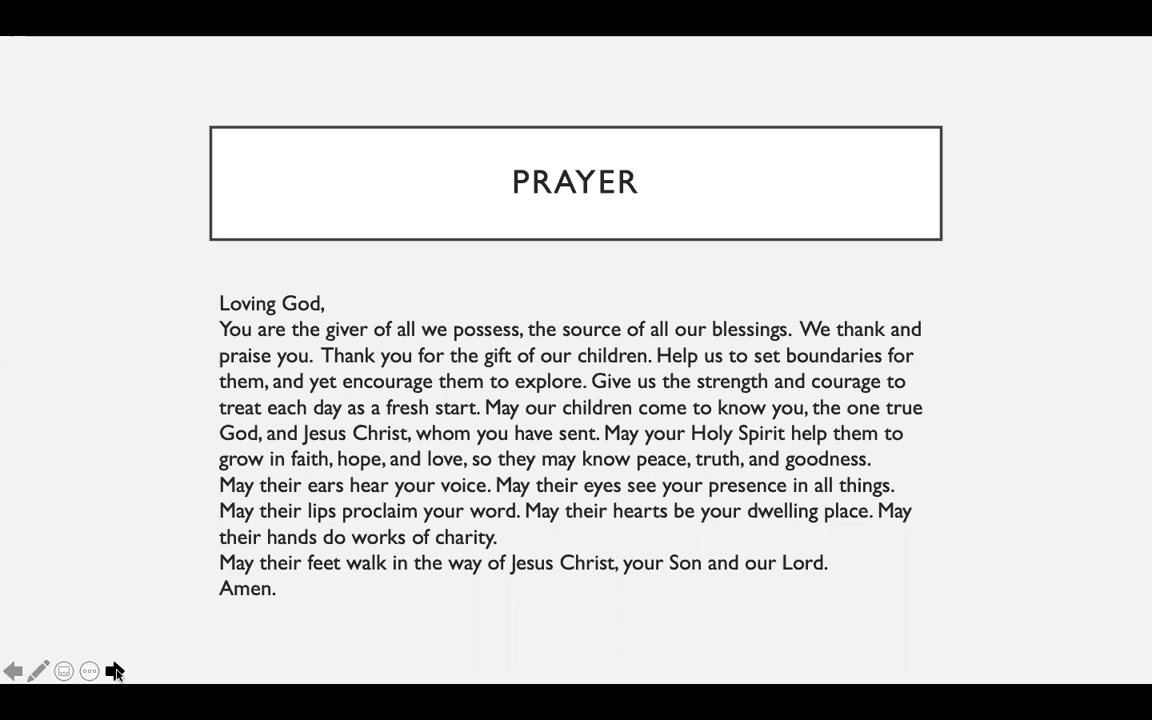 PRAYER
Loving God,
You are the giver of all we possess, the source of all our blessings.  We thank and
praise you.  Thank you for the gift of our children. Help us to set boundaries for
them, and yet encourage them to explore. Give us the strength and courage to
treat each day as a fresh start. May our children come to know you, the one true
God, and Jesus Christ, whom you have sent. May your Holy Spirit help them to
grow in faith, hope, and love, so they may know peace, truth, and goodness.
May their ears hear your voice. May their eyes see your presence in all things.
May their lips proclaim your word. May their hearts be your dwelling place. May
their hands do works of charity.
May their feet walk in the way of Jesus Christ, your Son and our Lord.
Amen.